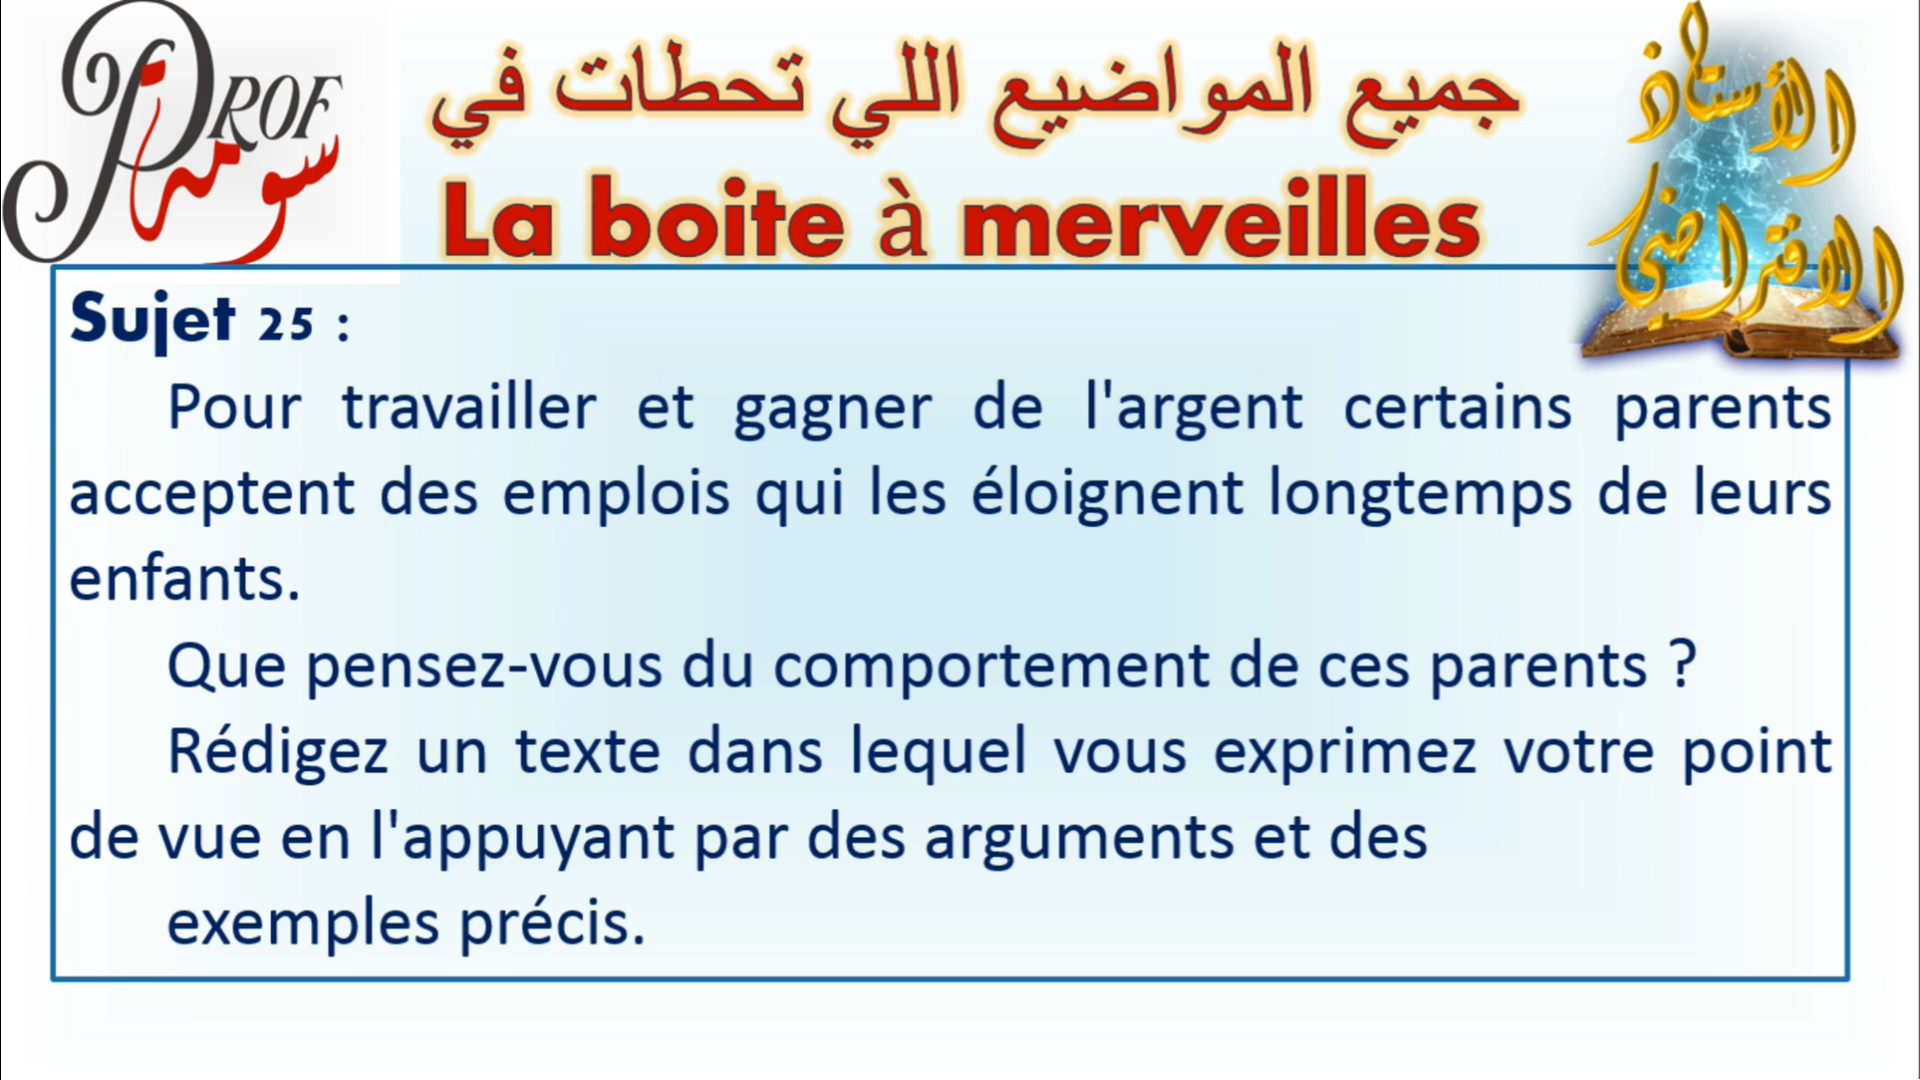 PROF
سومية
جميع المواضيع اللي تحطات في
La boite à merveilles
الأستاذ
الافتراضي
Sujet 25 :
Pour travailler et gagner de l'argent certains parents
acceptent des emplois qui les éloignent longtemps de leurs
enfants.
Que pensez-vous du comportement de ces parents ?
Rédigez un texte dans lequel vous exprimez votre point
de vue en l'appuyant par des arguments et des
exemples précis.